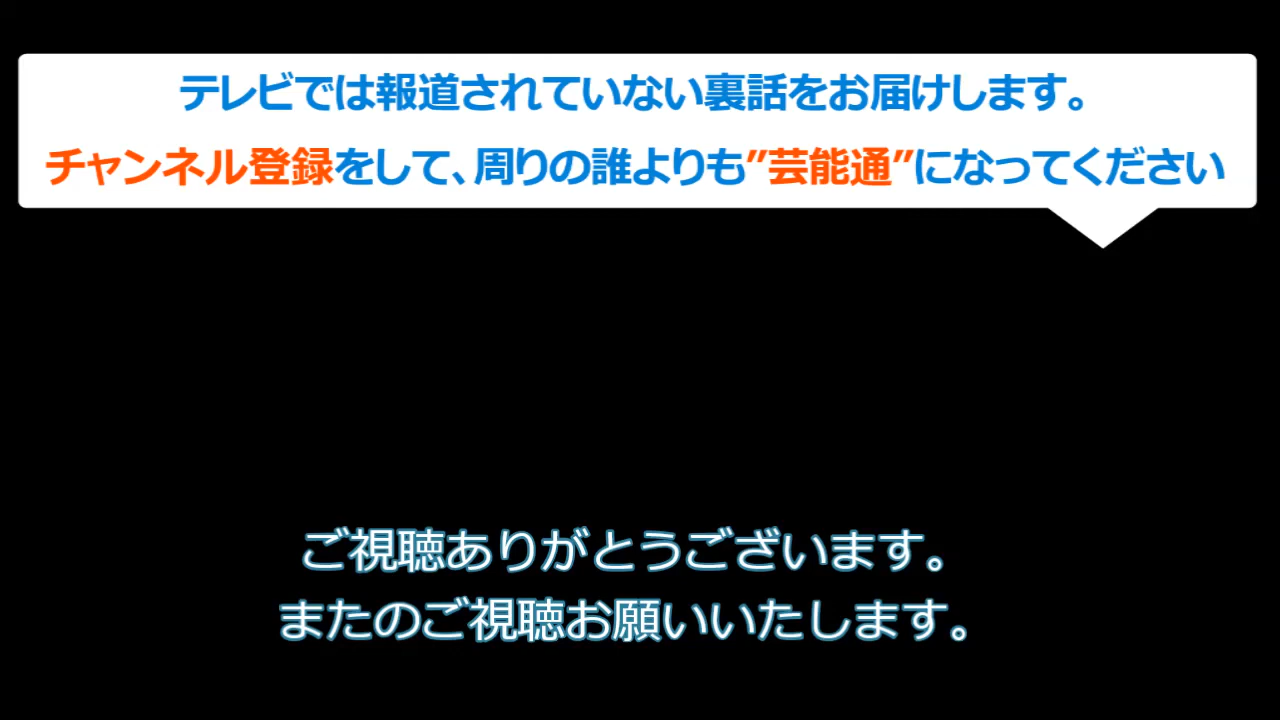 テレビでは報道されていない裏話をお届けします。
チャンネル登録をして、周りの誰よりも”芸能通”になってください
ご視聴ありがとうございます。
またのご視聴お願いいたします。